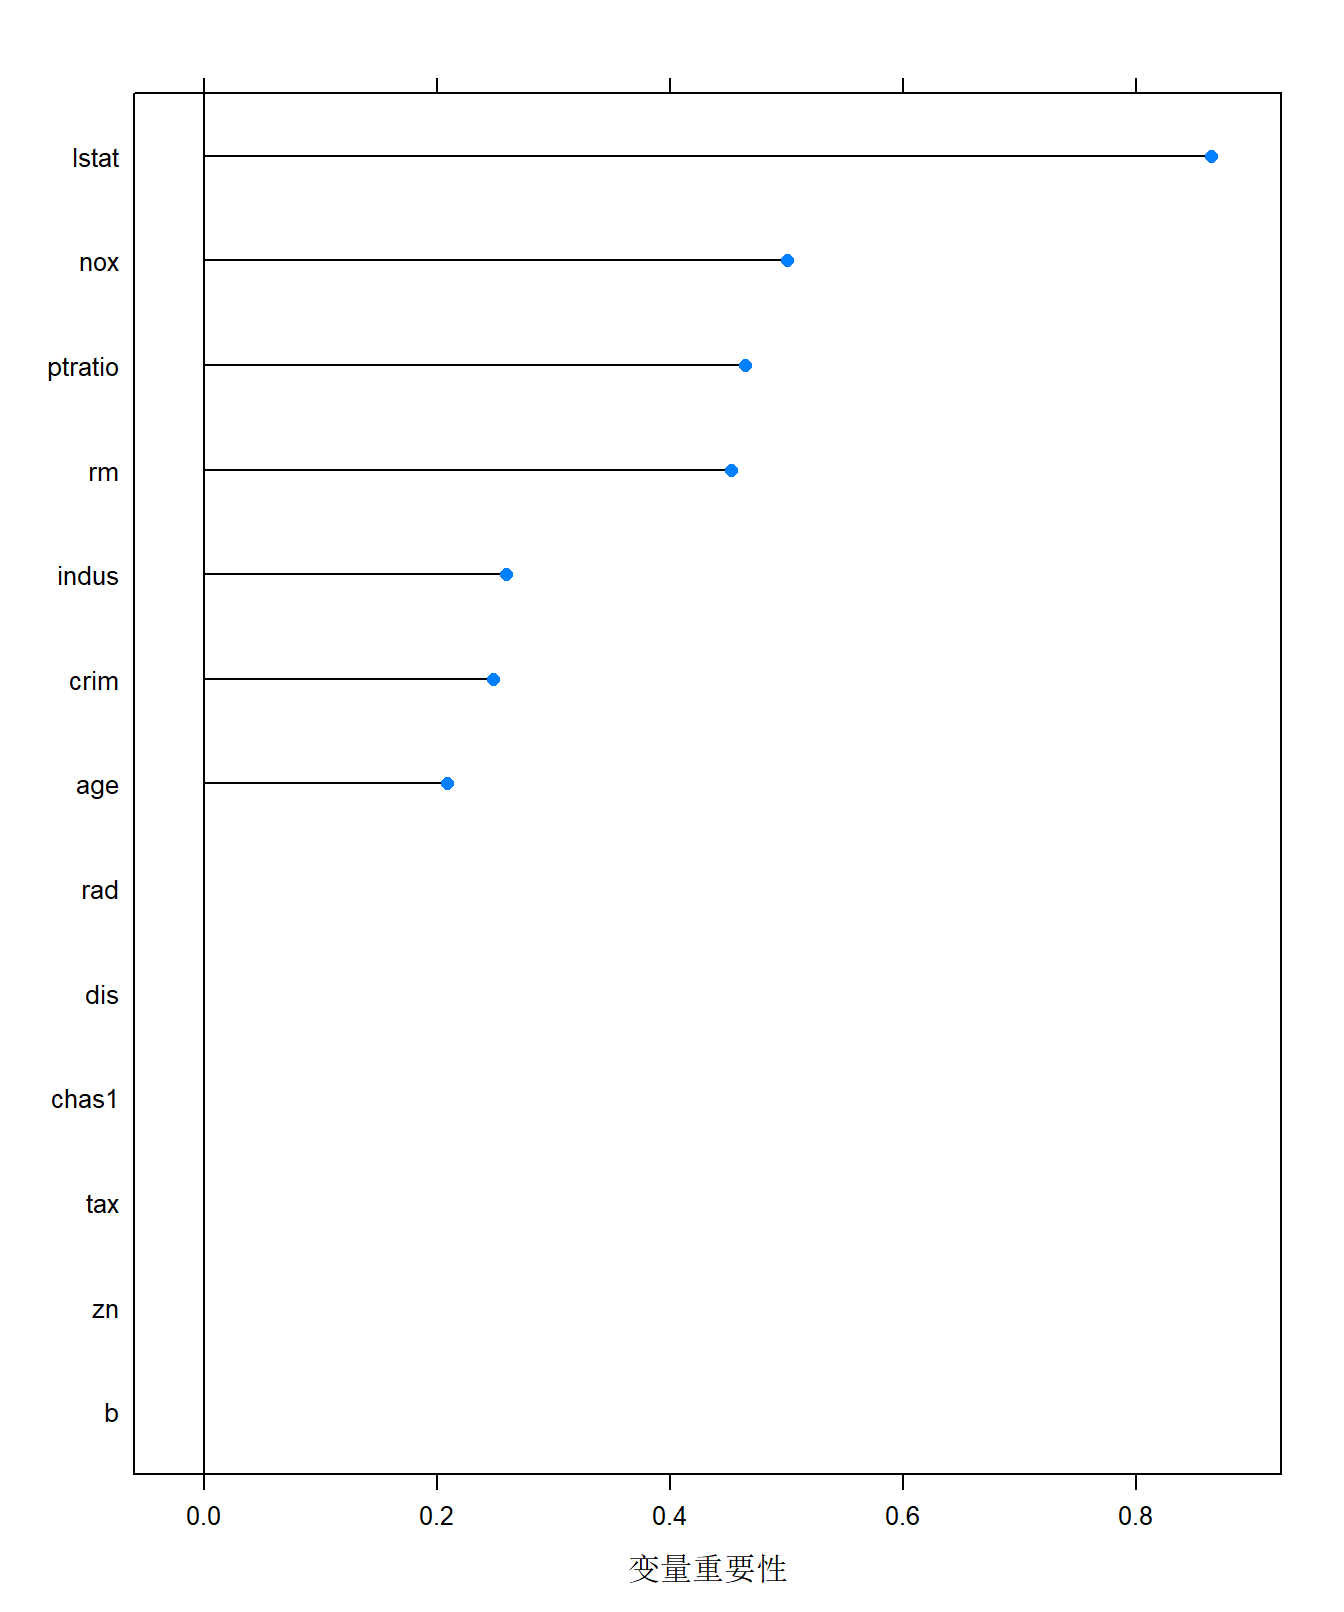 lstat
nox
ptratio
rm
indus
crim
age
rad
dis
chas1
tax
zn
b
0.0 0.2 0.4 0.6 0.8
变量重要性